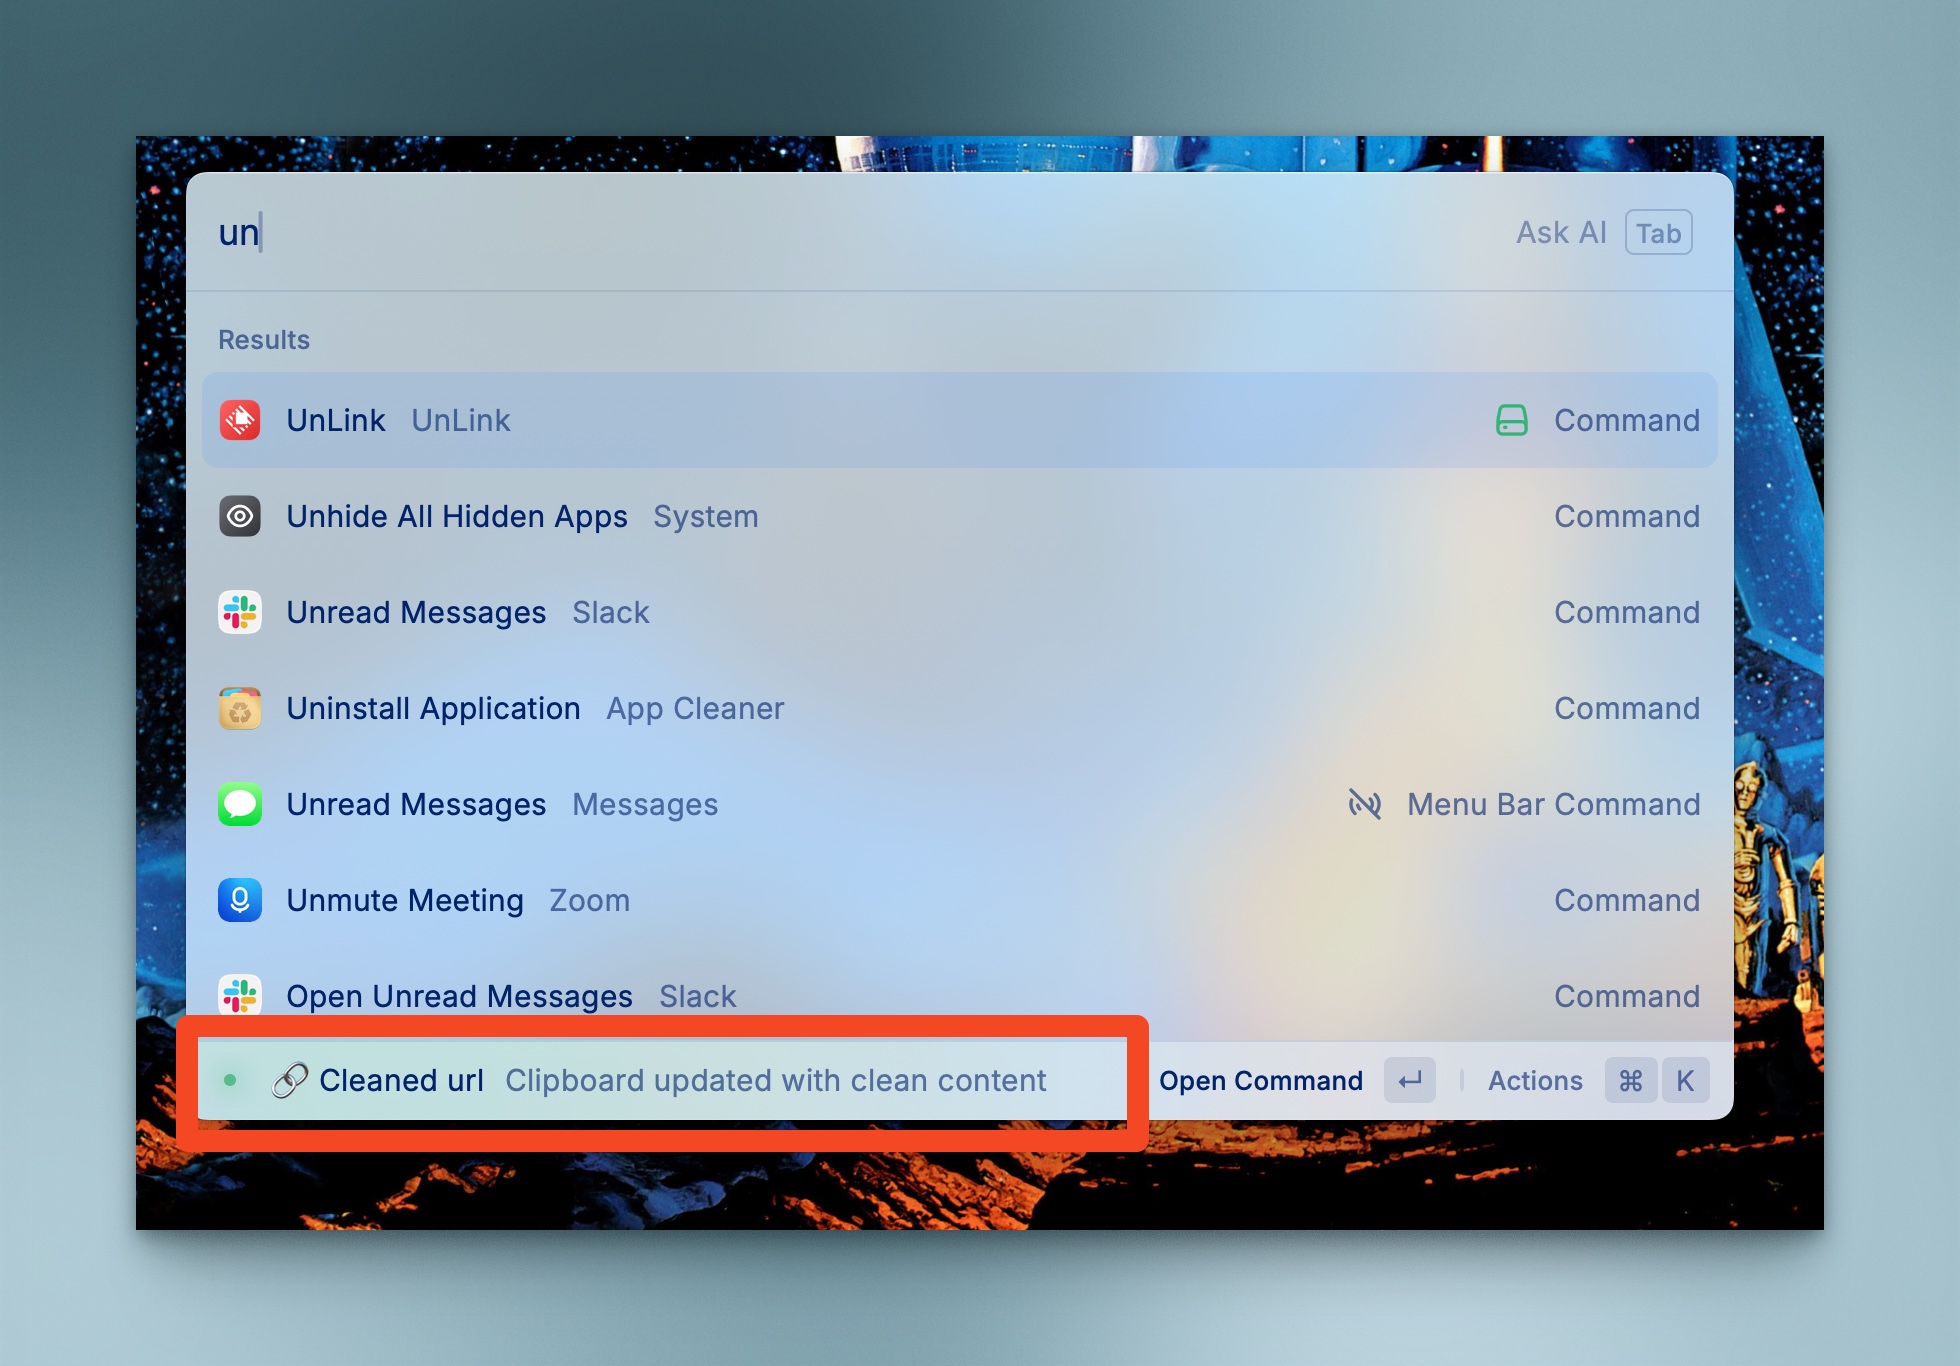 un Ask AI Tab
Results
UnLink UnLink Command
Unhide All Hidden Apps System Command
Unread Messages Slack Command
Uninstall Application App Cleaner Command
Unread Messages Messages Menu Bar Command
Unmute Meeting Zoom Command
Open Unread Messages Slack Command
🔗 Cleaned url Clipboard updated with clean content Open Command ↵ Actions ⌘ K